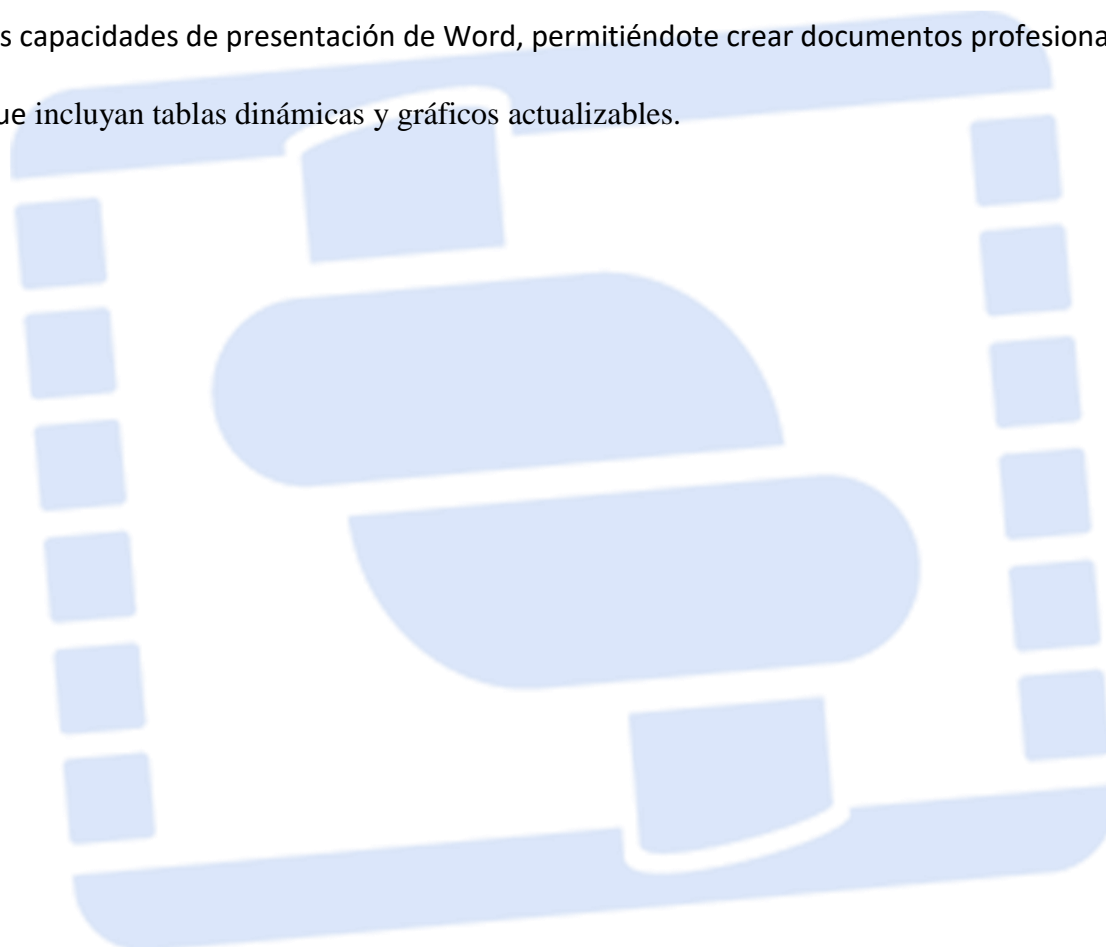 s capacidades de presentación de Word, permitiéndote crear documentos profesiona
ue incluyan tablas dinámicas y gráficos actualizables.